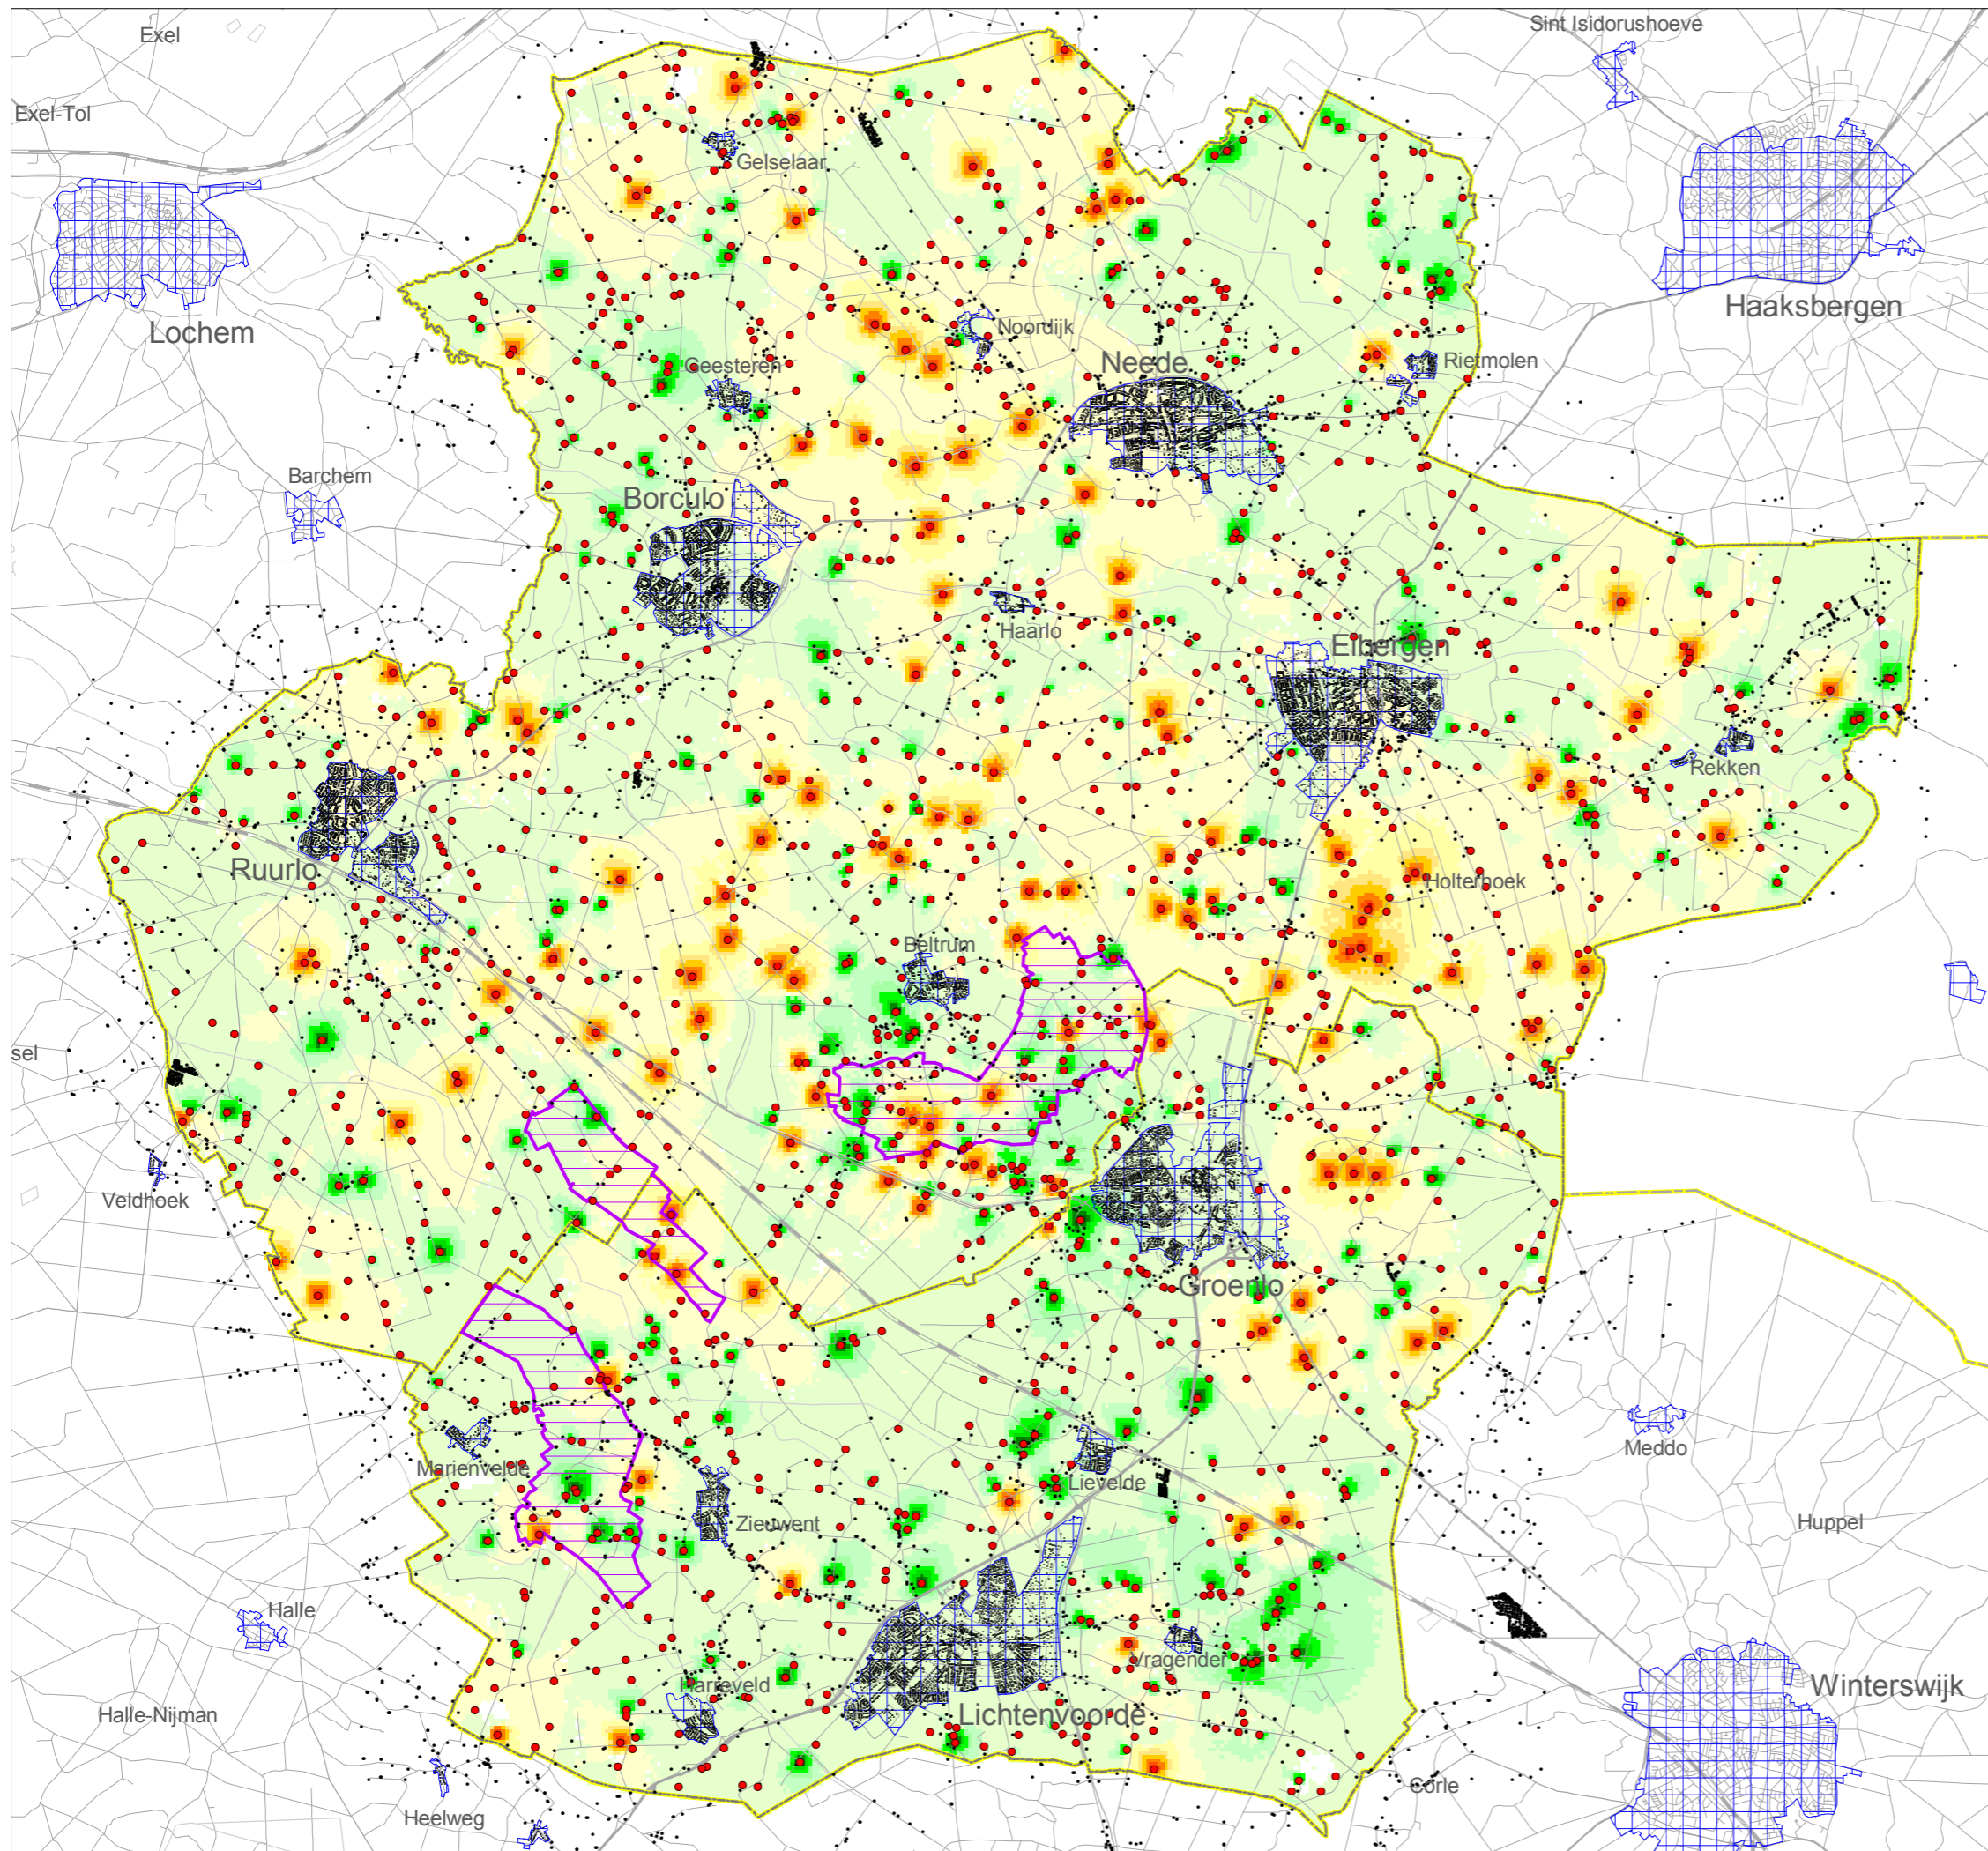 Exel
Sint Isidorushoeve
Exel-Tol
Gelselaar
Haaksbergen
Lochem
Noordijk
Neede
Rietmolen
Geesteren
Barchem
Borculo
Haarlo
Eibergen
Rekken
Ruurlo
Holterhoek
Beltrum
sel
Veldhoek
Groenlo
Meddo
Marienvelde
Lievelde
Zieuwent
Huppel
Halle
Vragender
Harreveld
Winterswijk
Halle-Nijman
Lichtenvoorde
Corle
Heelweg